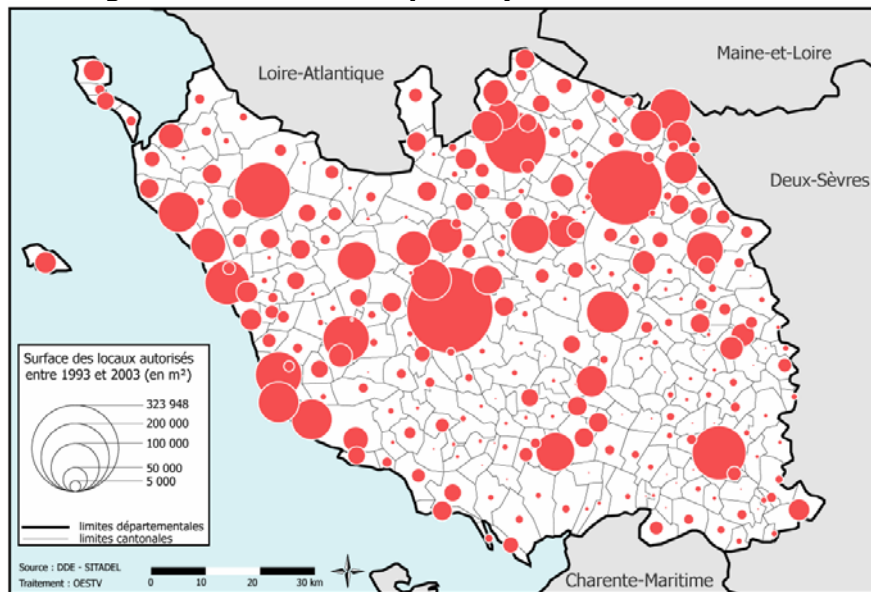 Loire-Atlantique
Maine-et-Loire
Deux-Sèvres
Surface des locaux autorisés
entre 1993 et 2003 (en m²)
323 948
200 000
100 000
50 000
5 000
limites départementales
limites cantonales
Source : DDE - SITADEL
Traitement : OESTV
0 10 20 30 km
Charente-Maritime